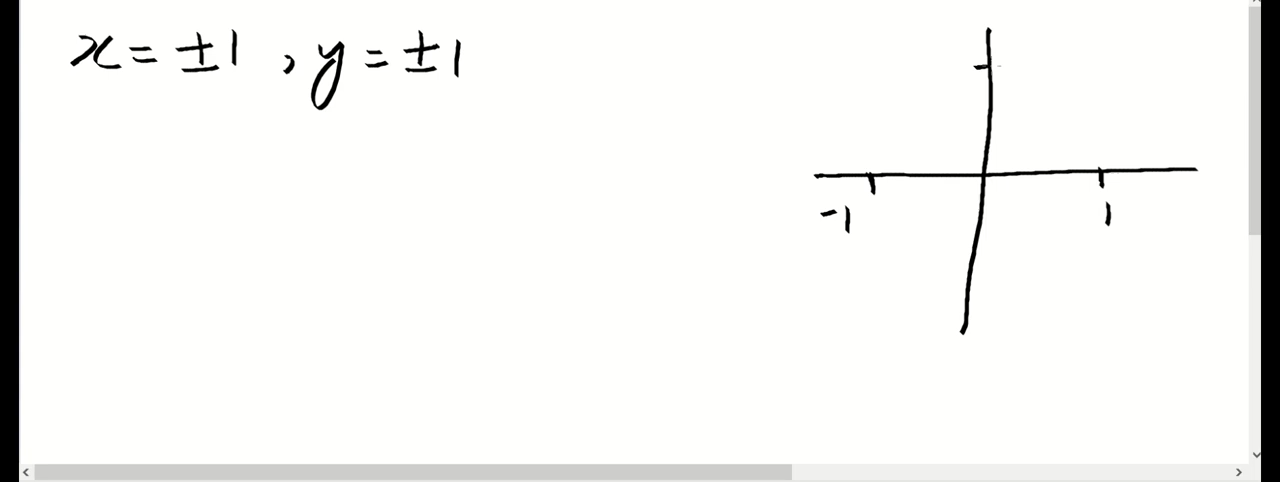 x = ±1 , y = ±1
-1 1